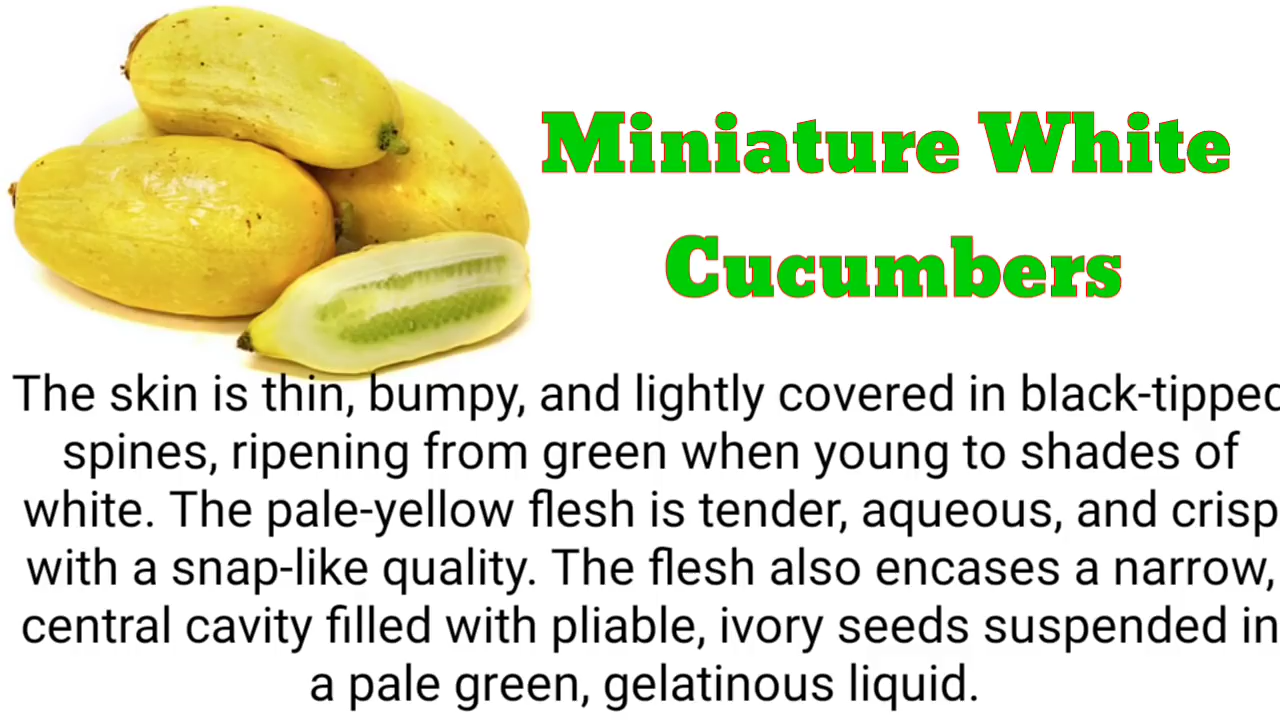 Miniature White
Cucumbers
The skin is thin, bumpy, and lightly covered in black-tipped
spines, ripening from green when young to shades of
white. The pale-yellow flesh is tender, aqueous, and crisp
with a snap-like quality. The flesh also encases a narrow,
central cavity filled with pliable, ivory seeds suspended in
a pale green, gelatinous liquid.